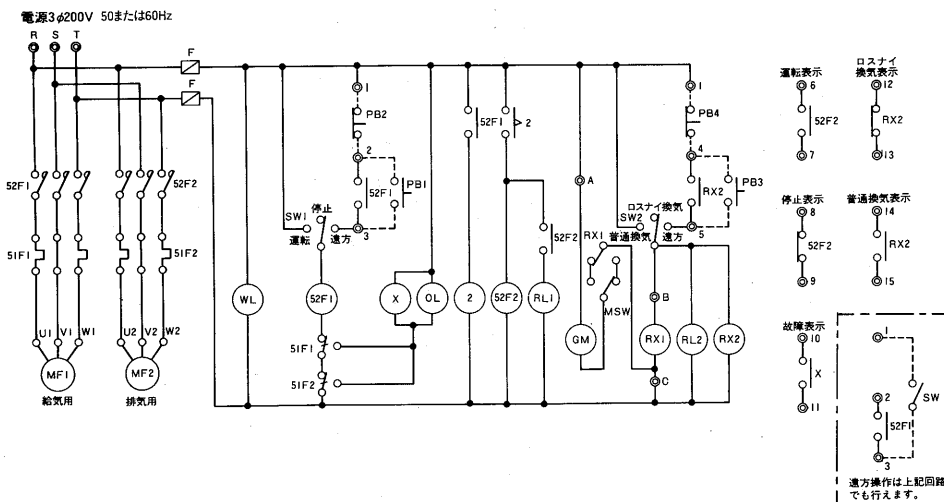 電源3φ200V 50または60Hz
R S T
F
F
52F1
52F2
51F1
51F2
U1 V1 W1
U2 V2 W2
MF1
MF2
給気用
排気用
WL
1
PB2
2
52F1
PB1
3
SW1
停止
運転
遠方
52F1
51F1
51F2
X
OL
52F1
2
2
52F2
52F2
RL1
A
RX1
MSW
GM
1
PB4
4
RX2
PB3
5
SW2
ロスナイ換気
普通換気
遠方
B
RX1
RL2
RX2
C
運転表示
6
52F2
7
ロスナイ
換気表示
12
RX2
13
停止表示
8
52F2
9
普通換気表示
14
RX2
15
故障表示
10
X
11
1
2
SW
52F1
3
遠方操作は上記回路
でも行えます。